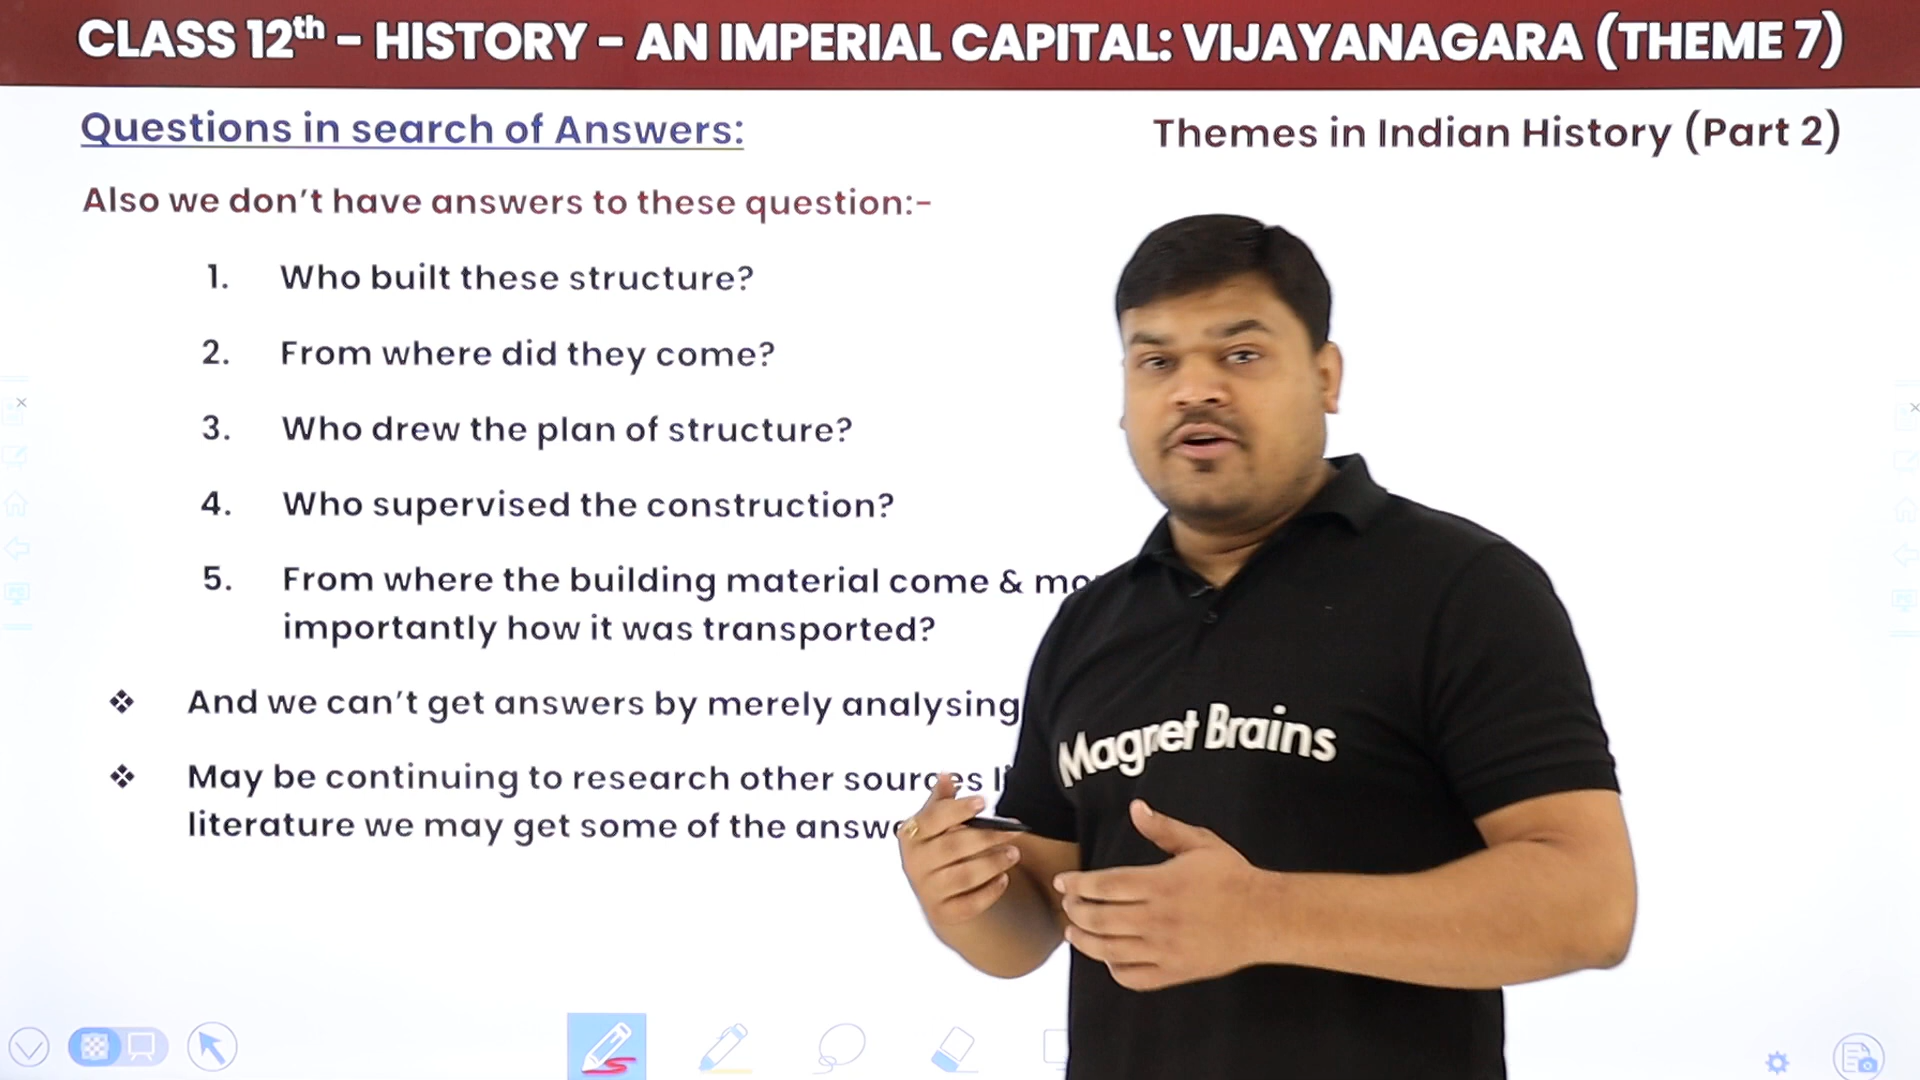 CLASS 12th - HISTORY - AN IMPERIAL CAPITAL: VIJAYANAGARA (THEME 7)
Questions in search of Answers:
Themes in Indian History (Part 2)
Also we don't have answers to these question:-
1. Who built these structure?
2. From where did they come?
3. Who drew the plan of structure?
4. Who supervised the construction?
5. From where the building material come &
importantly how it was transported?
❖ And we can't get answers by merely analysing
❖ May be continuing to research other sources
literature we may get some of the
Magnet Brains